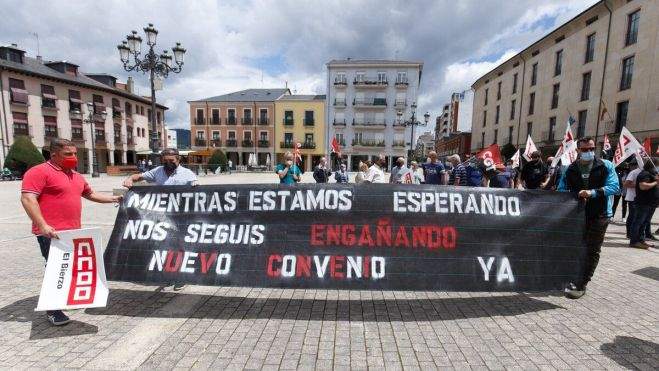 MIENTRAS ESTAMOS ESPERANDO
NOS SEGUIS ENGAÑANDO
NUEVO CONVENIO YA
CCOO
El Bierzo